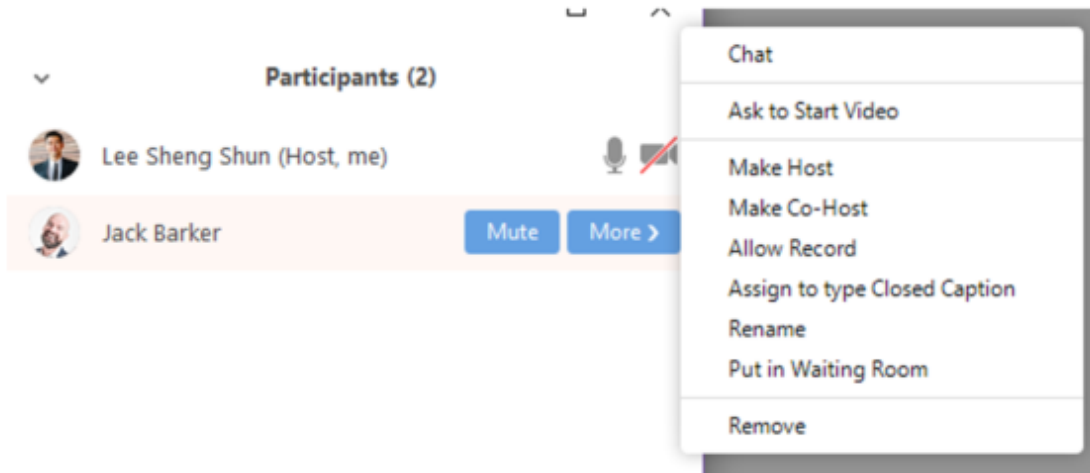 Participants (2)
Lee Sheng Shun (Host, me)
Jack Barker
Mute
More
Chat
Ask to Start Video
Make Host
Make Co-Host
Allow Record
Assign to type Closed Caption
Rename
Put in Waiting Room
Remove